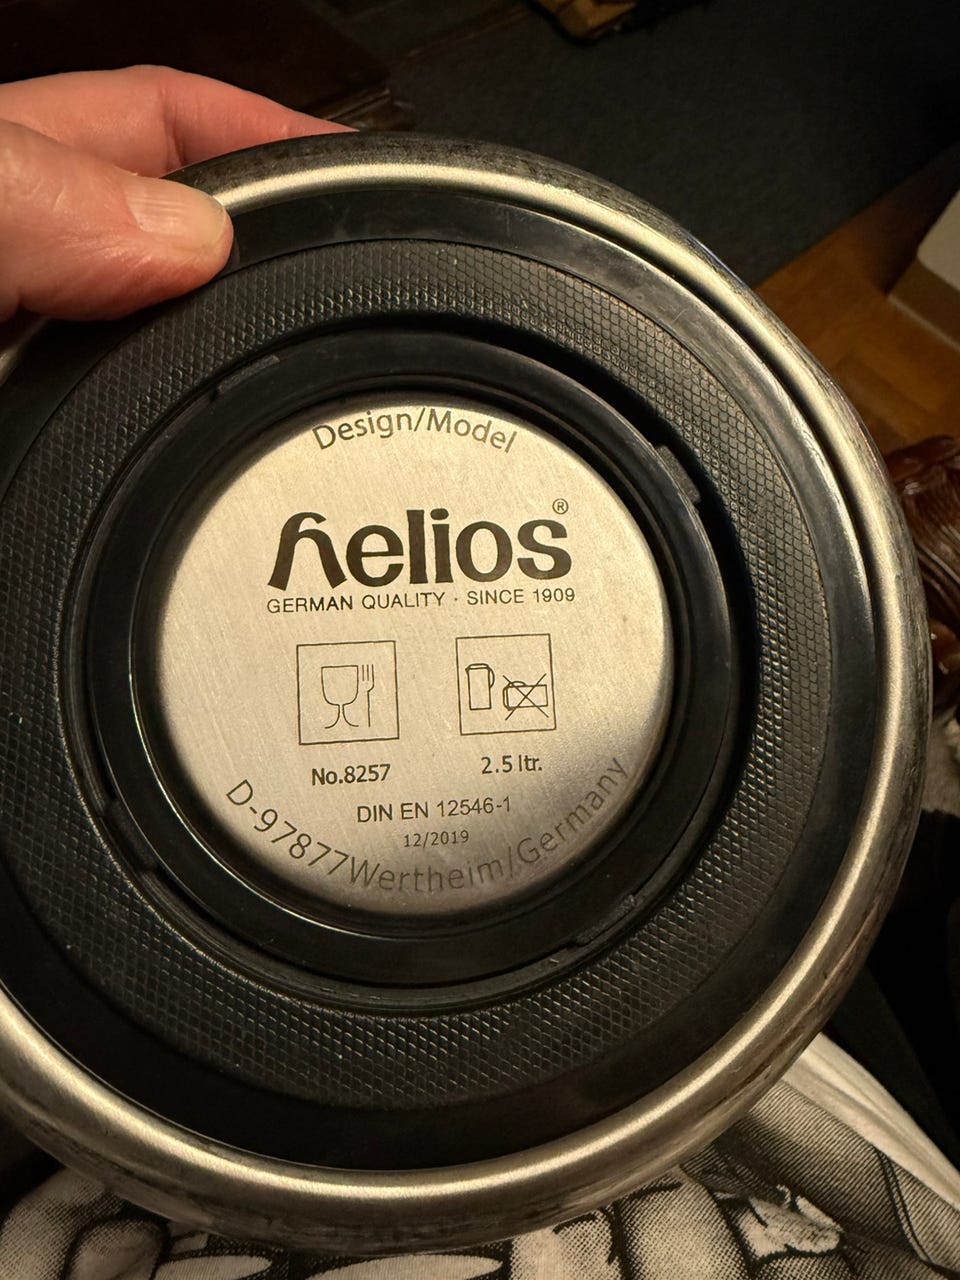 Design/Model
helios®
GERMAN QUALITY · SINCE 1909
No.8257
2.5 ltr.
DIN EN 12546-1
12/2019
D-97877Wertheim/Germany